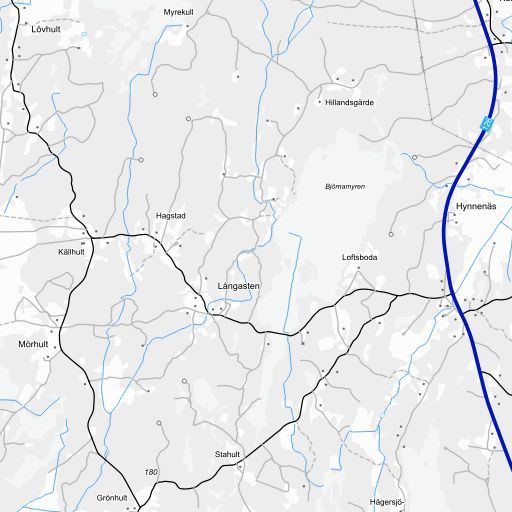 Myrekull
Lövhult
Hillandsgärde
Björnamyren
Hynnenäs
Hagstad
Källhult
Loftsboda
Långasten
Mörhult
Stahult
180
Grönhult
Hägersjö-